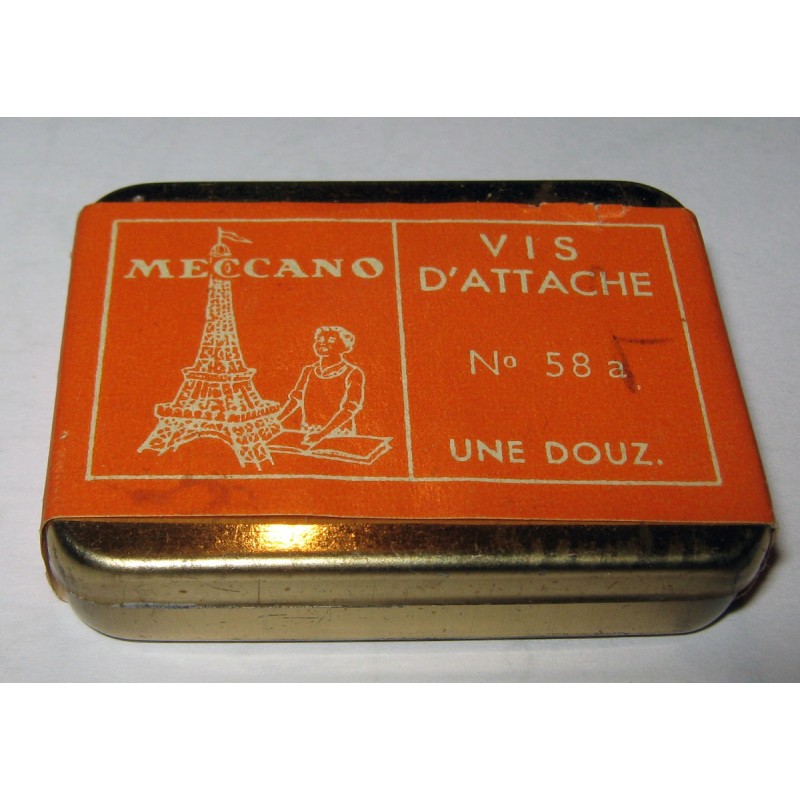 MECCANO
VIS
D'ATTACHE
No 58 a.
UNE DOUZ.